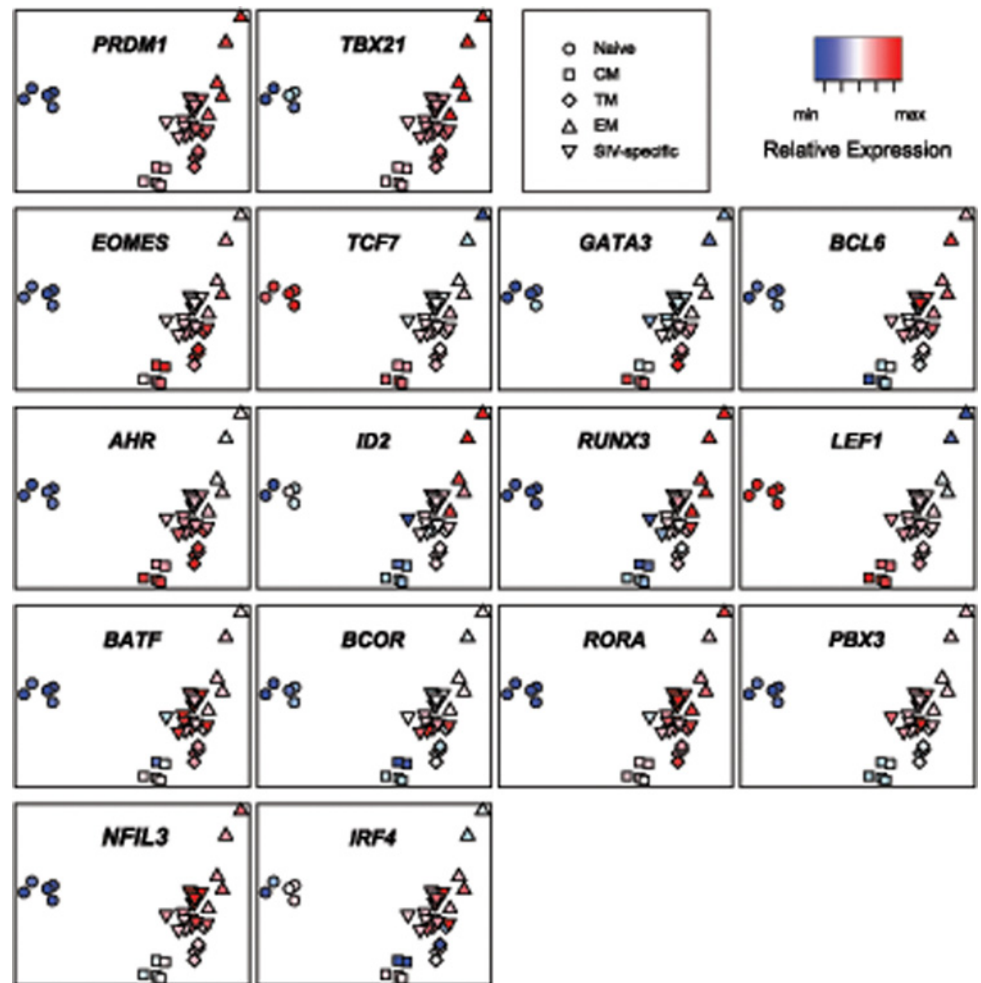 PRDM1
TBX21
Naive
CM
TM
EM
SIV-specific
min
max
Relative Expression
EOMES
TCF7
GATA3
BCL6
AHR
ID2
RUNX3
LEF1
BATF
BCOR
RORA
PBX3
NFIL3
IRF4